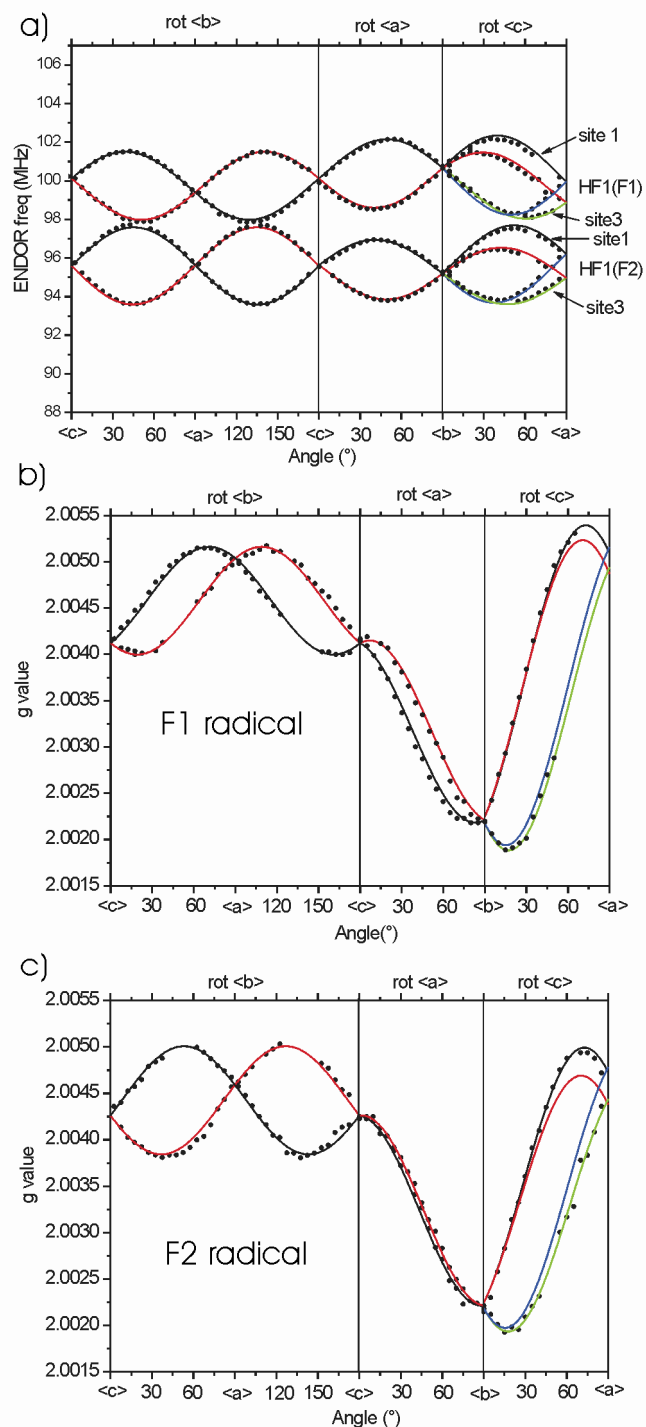 a)
rot <b> rot <a> rot <c>
106
104
102
100
98
96
94
92
90
88
ENDOR freq (MHz)
site 1
HF1(F1)
site3
site1
HF1(F2)
site3
<c> 30 60 <a> 120 150 <c> 30 60 <b> 30 60 <a>
Angle (°)
b)
rot <b> rot <a> rot <c>
2.0055
2.0050
2.0045
2.0040
2.0035
2.0030
2.0025
2.0020
2.0015
g value
F1 radical
<c> 30 60 <a> 120 150 <c> 30 60 <b> 30 60 <a>
Angle(°)
c)
rot <b> rot <a> rot <c>
2.0055
2.0050
2.0045
2.0040
2.0035
2.0030
2.0025
2.0020
2.0015
g value
F2 radical
<c> 30 60 <a> 120 150 <c> 30 60 <b> 30 60 <a>
Angle (°)